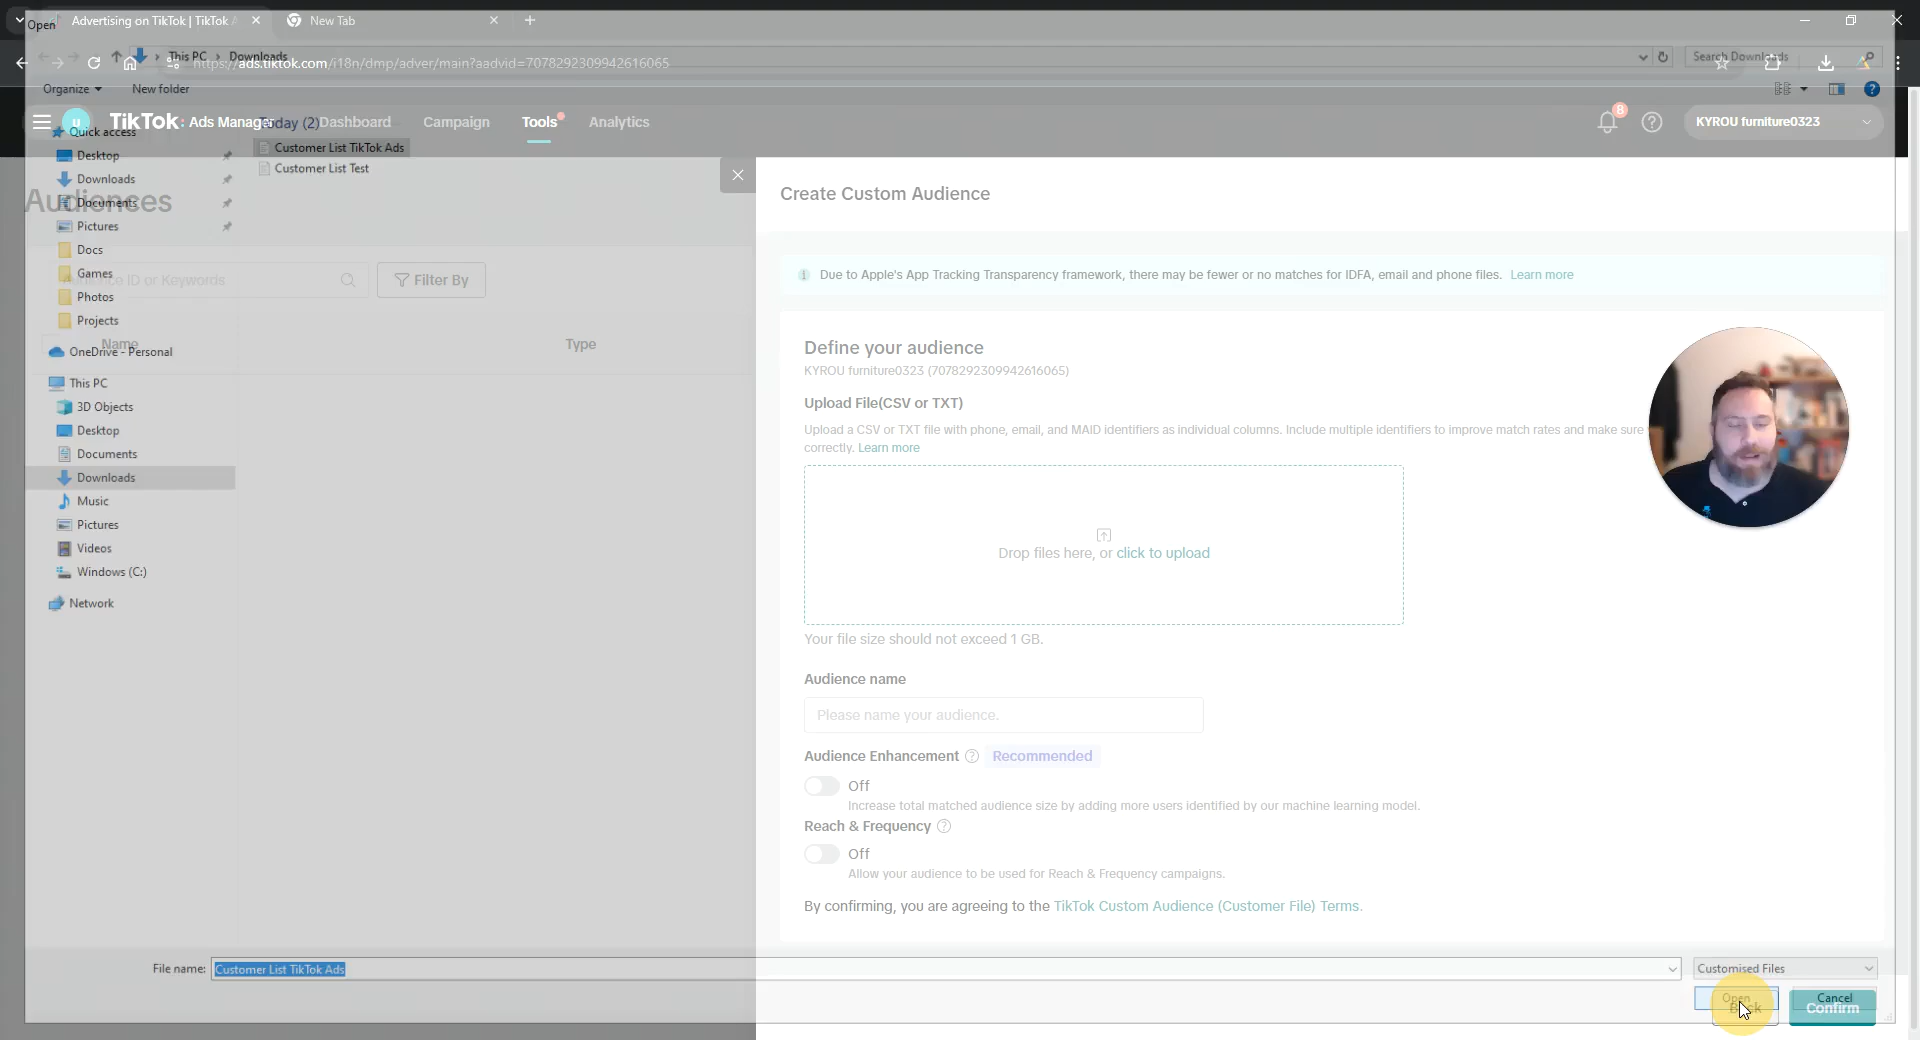 Open
Advertising on TikTok | TikTok A
New Tab
This PC > Downloads
Search Downloads
https://ads.tiktok.com/i18n/dmp/adver/main?aadvid=7078292309942616065
Organize
New folder
TikTok: Ads Manager
Dashboard
Campaign
Tools
Analytics
8
KYROU furniture0323
Today (2)
Customer List TikTok Ads
Customer List Test
Quick access
Desktop
Downloads
Documents
Pictures
Docs
Games
Photos
Projects
OneDrive - Personal
This PC
3D Objects
Desktop
Documents
Downloads
Music
Pictures
Videos
Windows (C:)
Network
Audiences
ID or Keywords
Filter By
Name
Type
Create Custom Audience
Due to Apple's App Tracking Transparency framework, there may be fewer or no matches for IDFA, email and phone files. Learn more
Define your audience
KYROU furniture0323 (7078292309942616065)
Upload File(CSV or TXT)
Upload a CSV or TXT file with phone, email, and MAID identifiers as individual columns. Include multiple identifiers to improve match rates and make sure
correctly. Learn more
Drop files here, or click to upload
Your file size should not exceed 1 GB.
Audience name
Please name your audience.
Audience Enhancement
Recommended
Off
Increase total matched audience size by adding more users identified by our machine learning model.
Reach & Frequency
Off
Allow your audience to be used for Reach & Frequency campaigns.
By confirming, you are agreeing to the TikTok Custom Audience (Customer File) Terms.
File name:
Customer List TikTok Ads
Customised Files
Open
Cancel
Back
Confirm